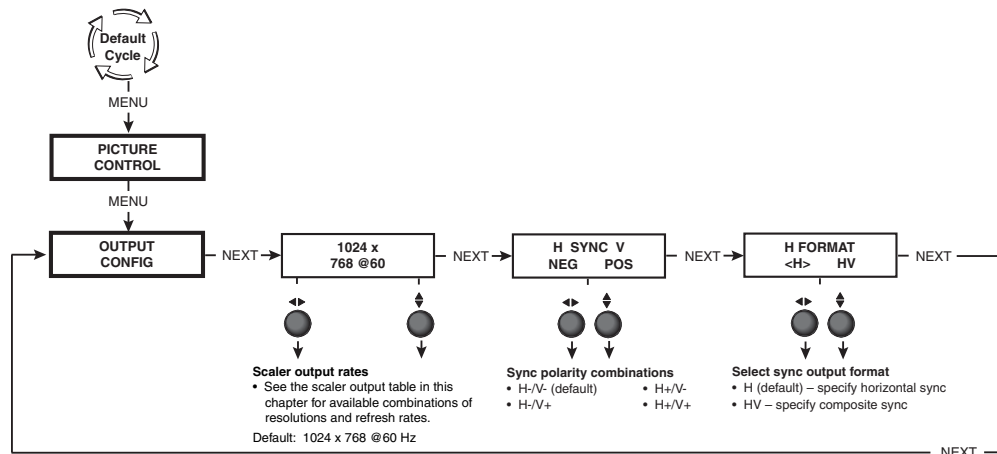 Default
Cycle
MENU
PICTURE
CONTROL
MENU
OUTPUT
CONFIG
NEXT
1024 x
768 @60
NEXT
H SYNC V
NEG POS
NEXT
H FORMAT
<H> HV
NEXT
Scaler output rates
• See the scaler output table in this
chapter for available combinations of
resolutions and refresh rates.
Default: 1024 x 768 @60 Hz
Sync polarity combinations
• H-/V- (default) • H+/V-
• H-/V+ • H+/V+
Select sync output format
• H (default) – specify horizontal sync
• HV – specify composite sync
NEXT